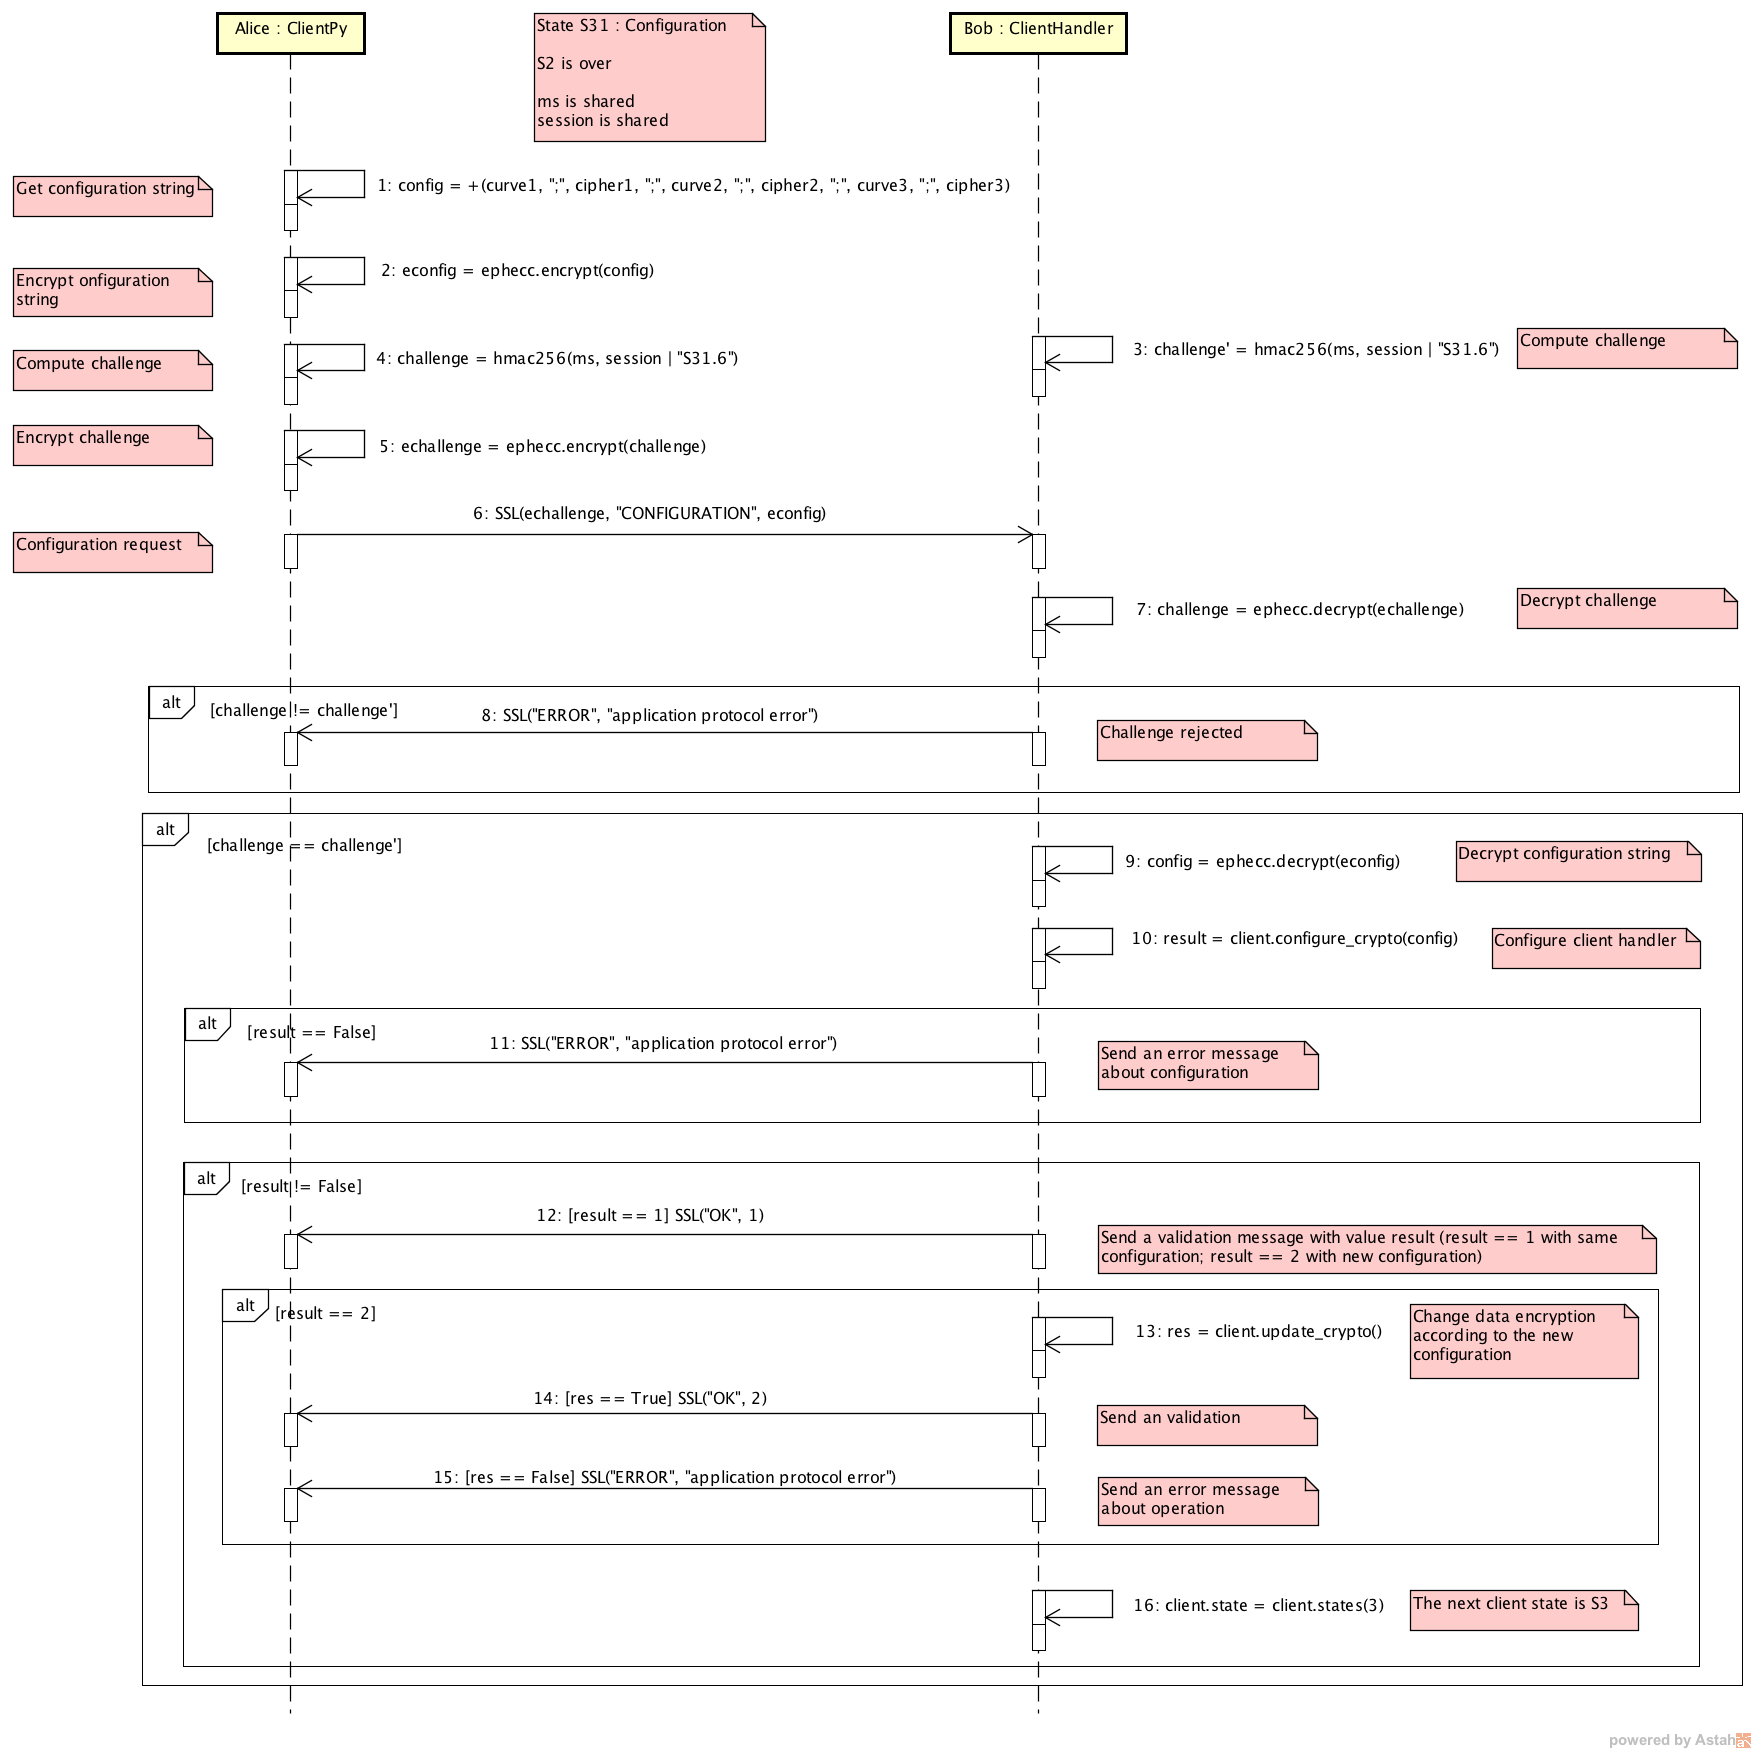 Alice : ClientPy
State S31 : Configuration
S2 is over
ms is shared
session is shared
Bob : ClientHandler
Get configuration string
1: config = +(curve1, ";", cipher1, ";", curve2, ";", cipher2, ";", curve3, ";", cipher3)
Encrypt onfiguration
string
2: econfig = ephecc.encrypt(config)
Compute challenge
4: challenge = hmac256(ms, session | "S31.6")
3: challenge' = hmac256(ms, session | "S31.6")
Compute challenge
Encrypt challenge
5: echallenge = ephecc.encrypt(challenge)
6: SSL(echallenge, "CONFIGURATION", econfig)
Configuration request
7: challenge = ephecc.decrypt(echallenge)
Decrypt challenge
alt
[challenge != challenge']
8: SSL("ERROR", "application protocol error")
Challenge rejected
alt
[challenge == challenge']
9: config = ephecc.decrypt(econfig)
Decrypt configuration string
10: result = client.configure_crypto(config)
Configure client handler
alt
[result == False]
11: SSL("ERROR", "application protocol error")
Send an error message
about configuration
alt
[result != False]
12: [result == 1] SSL("OK", 1)
Send a validation message with value result (result == 1 with same
configuration; result == 2 with new configuration)
alt
[result == 2]
13: res = client.update_crypto()
Change data encryption
according to the new
configuration
14: [res == True] SSL("OK", 2)
Send an validation
15: [res == False] SSL("ERROR", "application protocol error")
Send an error message
about operation
16: client.state = client.states(3)
The next client state is S3
powered by Astah